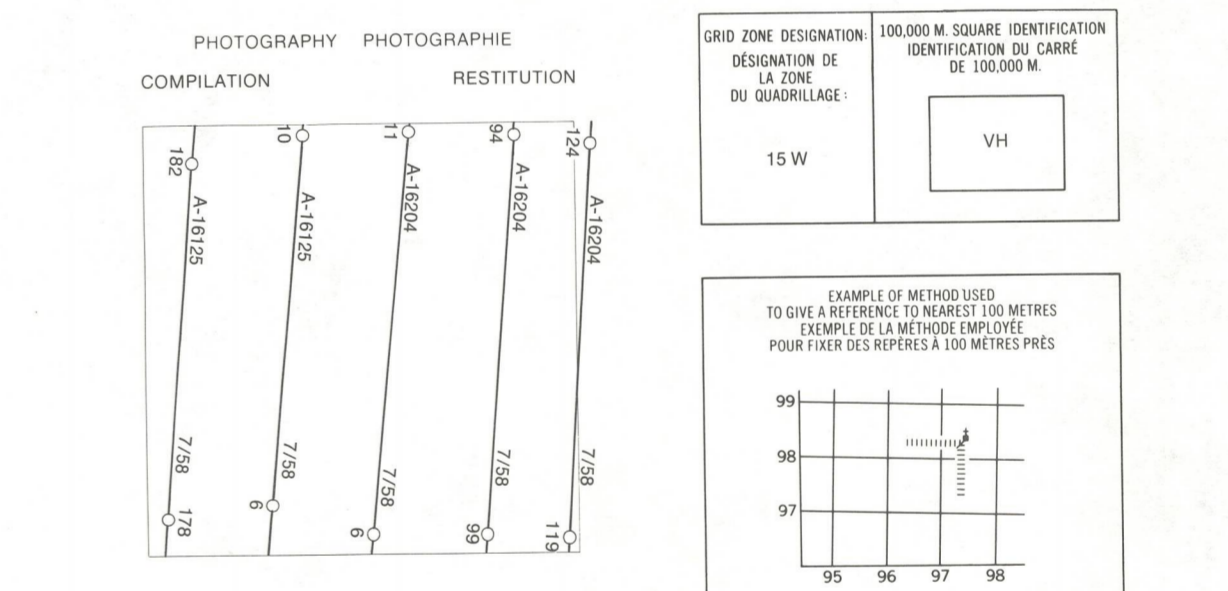 PHOTOGRAPHY PHOTOGRAPHIE
COMPILATION RESTITUTION
182 10 11 94 124
A-16125 A-16125 A-16204 A-16204 A-16204
7/58 7/58 7/58 7/58 7/58
178 6 6 99 119
GRID ZONE DESIGNATION:
DÉSIGNATION DE
LA ZONE
DU QUADRILLAGE :
15 W
100,000 M. SQUARE IDENTIFICATION
IDENTIFICATION DU CARRÉ
DE 100,000 M.
VH
EXAMPLE OF METHOD USED
TO GIVE A REFERENCE TO NEAREST 100 METRES
EXEMPLE DE LA MÉTHODE EMPLOYÉE
POUR FIXER DES REPÈRES À 100 MÈTRES PRÈS
99
98
97
95 96 97 98